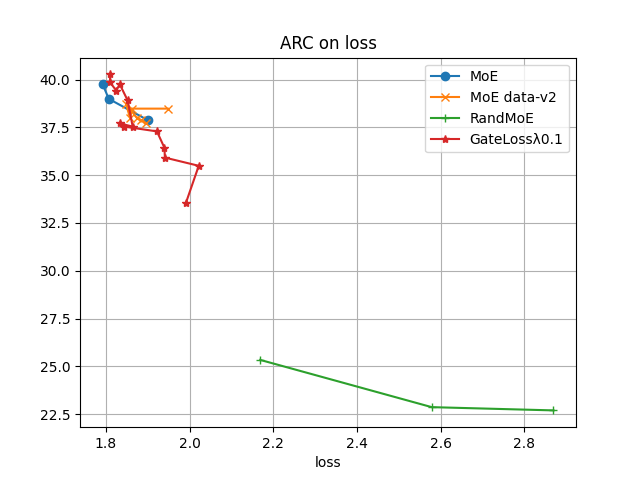 ARC on loss
MoE
MoE data-v2
RandMoE
GateLossλ0.1
40.0
37.5
35.0
32.5
30.0
27.5
25.0
22.5
1.8 2.0 2.2 2.4 2.6 2.8
loss